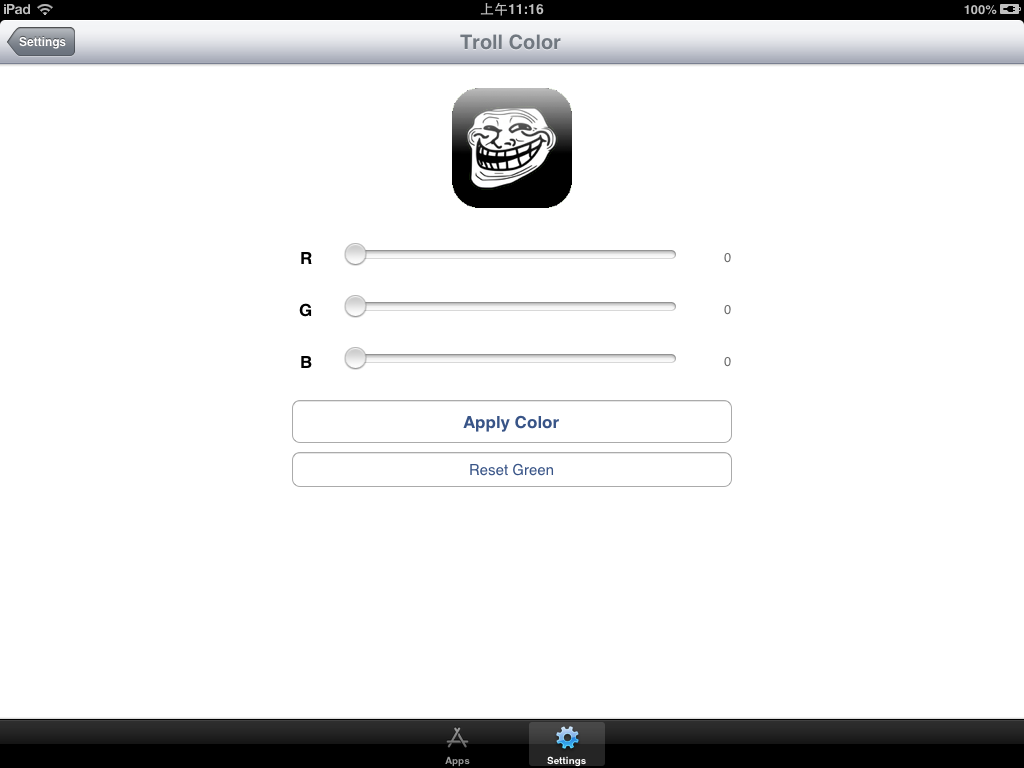 iPad 上午11:16 100%
Settings Troll Color
R 0
G 0
B 0
Apply Color
Reset Green
Apps Settings